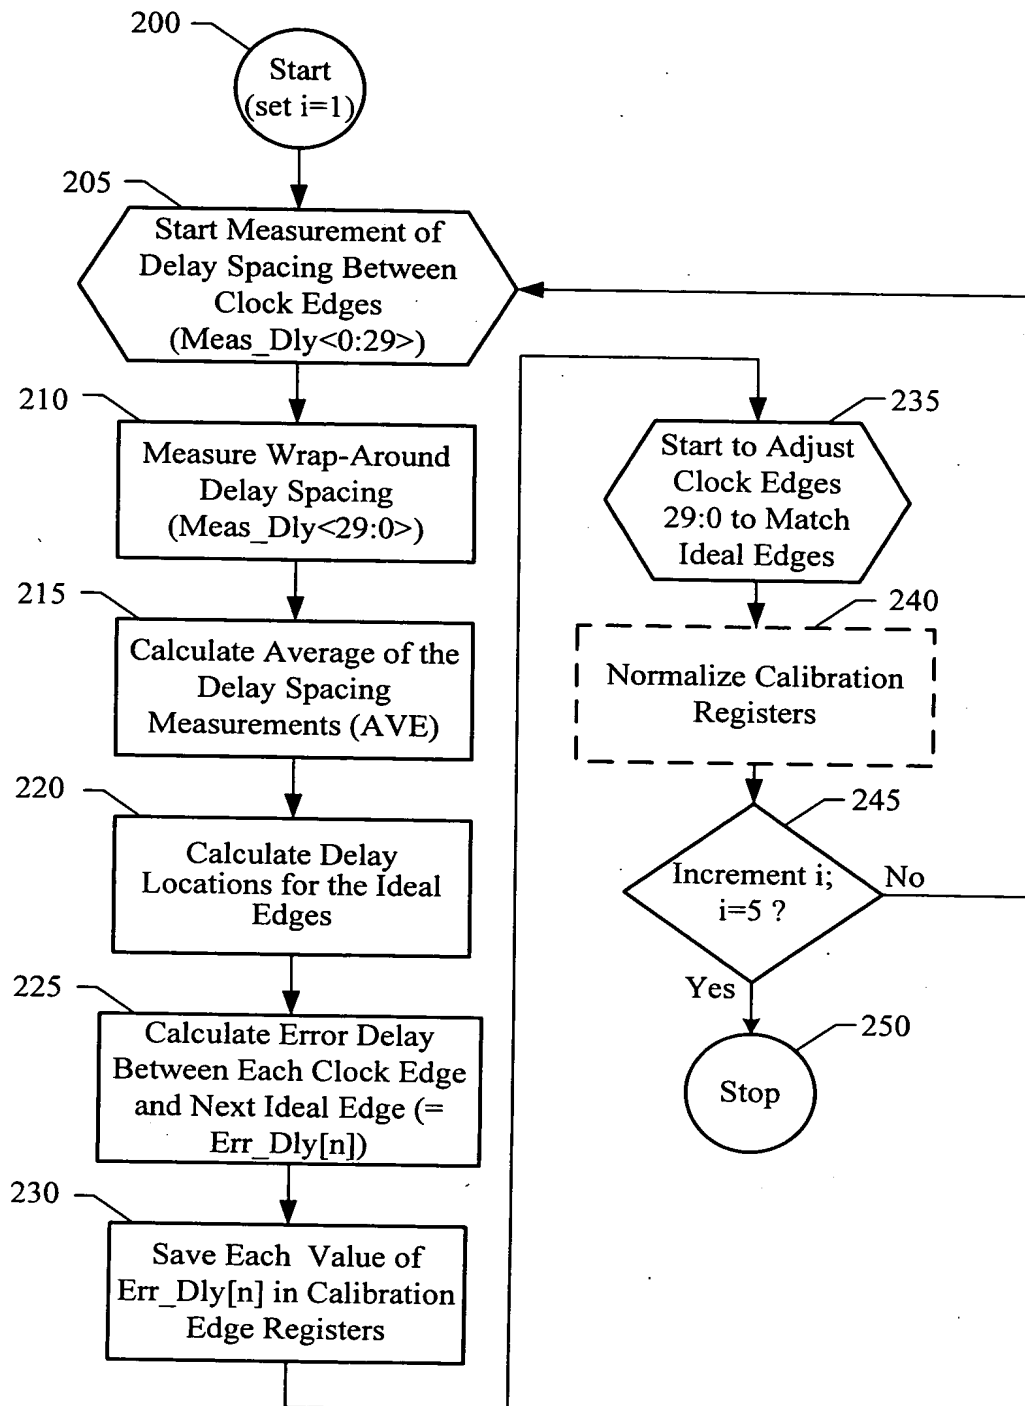 200
Start
(set i=1)
205
Start Measurement of
Delay Spacing Between
Clock Edges
(Meas_Dly<0:29>)
210
Measure Wrap-Around
Delay Spacing
(Meas_Dly<29:0>)
215
Calculate Average of the
Delay Spacing
Measurements (AVE)
220
Calculate Delay
Locations for the Ideal
Edges
225
Calculate Error Delay
Between Each Clock Edge
and Next Ideal Edge (=
Err_Dly[n])
230
Save Each Value of
Err_Dly[n] in Calibration
Edge Registers
235
Start to Adjust
Clock Edges
29:0 to Match
Ideal Edges
240
Normalize Calibration
Registers
245
Increment i;
i=5 ?
No
Yes
250
Stop